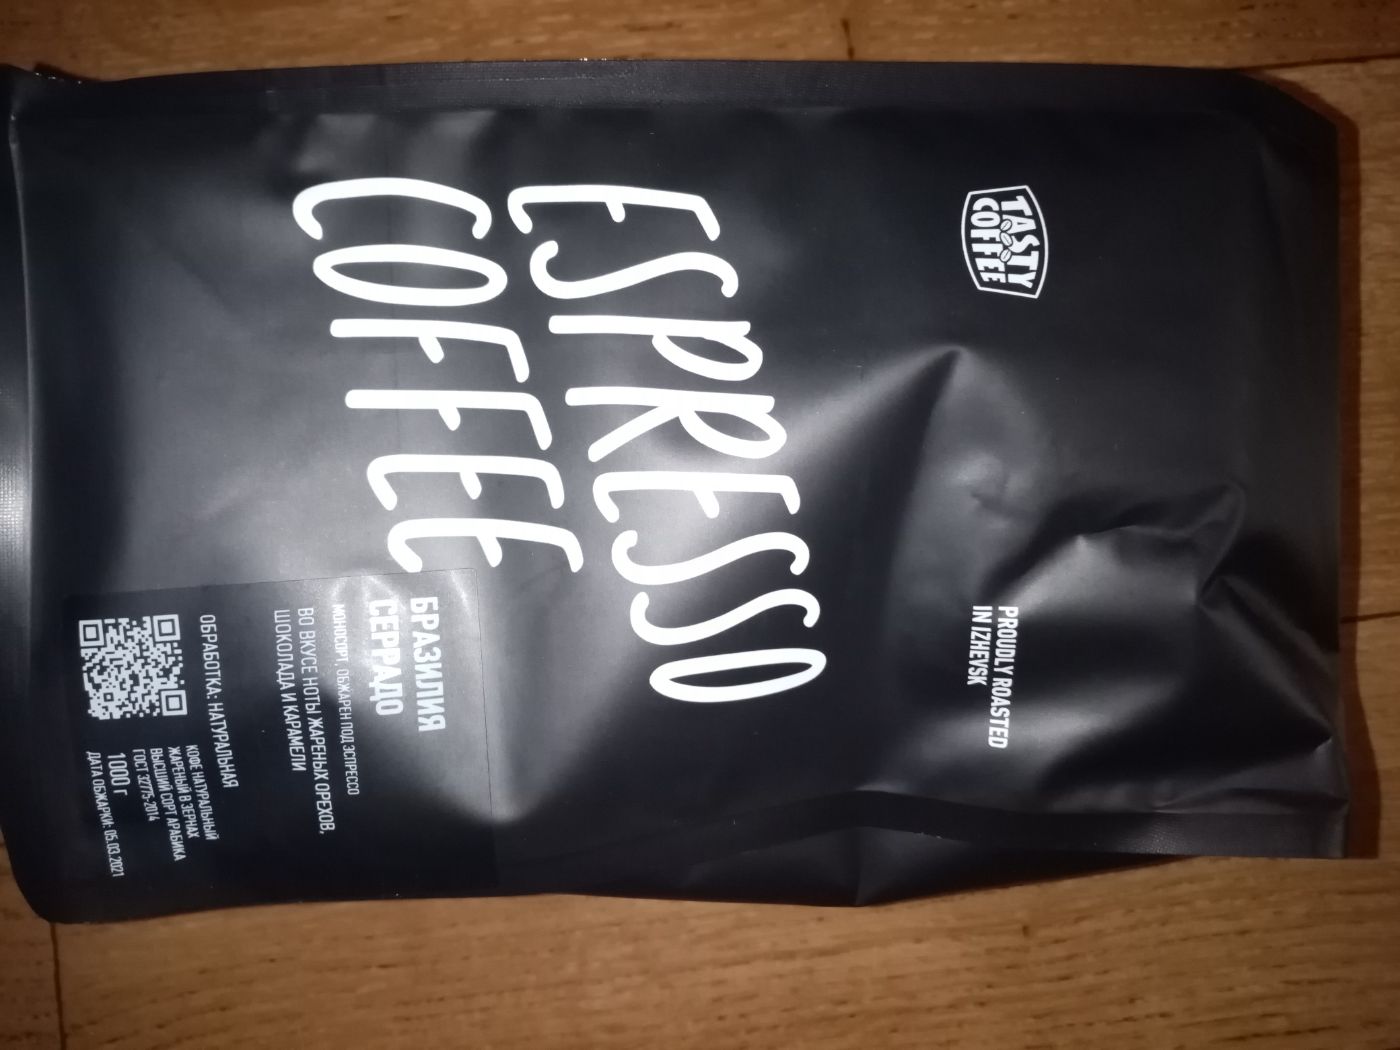 TASTY
COFFEE
PROUDLY ROASTED
IN IZHEVSK
ESPRESSO
COFFEE
БРАЗИЛИЯ
СЕРРАДО
МОНОСОРТ, ОБЖАРЕН ПОД ЭСПРЕССО
ВО ВКУСЕ НОТЫ ЖАРЕНЫХ ОРЕХОВ,
ШОКОЛАДА И КАРАМЕЛИ
ОБРАБОТКА: НАТУРАЛЬНАЯ
КОФЕ НАТУРАЛЬНЫЙ
ЖАРЕНЫЙ В ЗЕРНАХ
ВЫСШИЙ СОРТ АРАБИКА
ГОСТ 32775-2014
1000 г
ДАТА ОБЖАРКИ: 05.03.2021